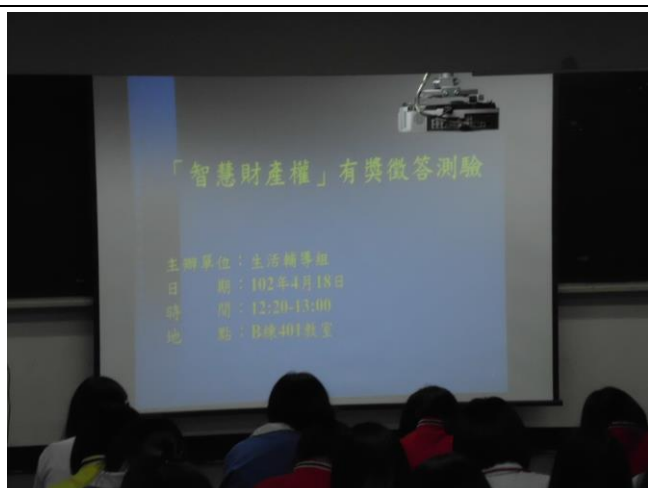 「智慧財產權」有獎徵答測驗
主辦單位：生活輔導組
日　　期：102年4月18日
時　　間：12:20-13:00
地　　點：B棟401教室